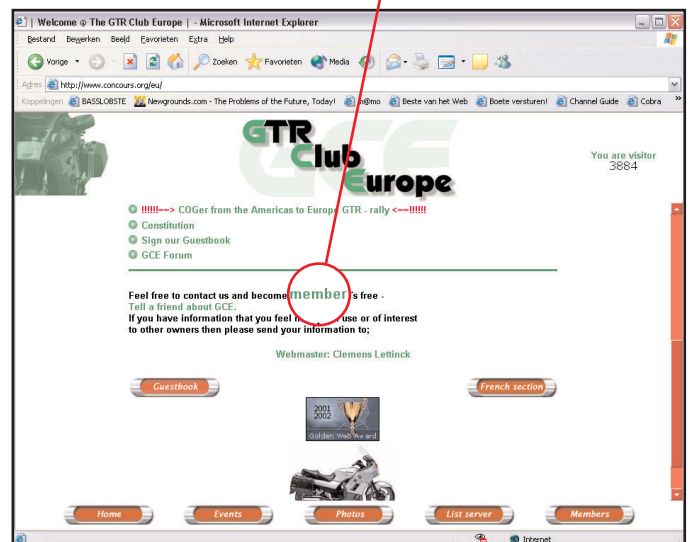 | Welcome @ The GTR Club Europe | - Microsoft Internet Explorer
Bestand Bewerken Beeld Favorieten Extra Help
Vorige Zoeken Favorieten Media
Adres http://www.concours.org/eu/
Koppelingen BASSLOBSTE Newgrounds.com - The Problems of the Future, Today! Beste van het Web Boete versturen! Channel Guide Cobra »
GTR
Club
Europe
You are visitor
3884
!!!!!!==> COGer from the Americas to Europe GTR - rally <==!!!!!!
Constitution
Sign our Guestbook
GCE Forum
Feel free to contact us and become member 's free -
Tell a friend about GCE.
If you have information that you feel use or of interest
to other owners then please send your information to;
Webmaster: Clemens Lettinck
Guestbook
French section
2001
2002
Golden Web Award
Home Events Photos List server Members
Internet